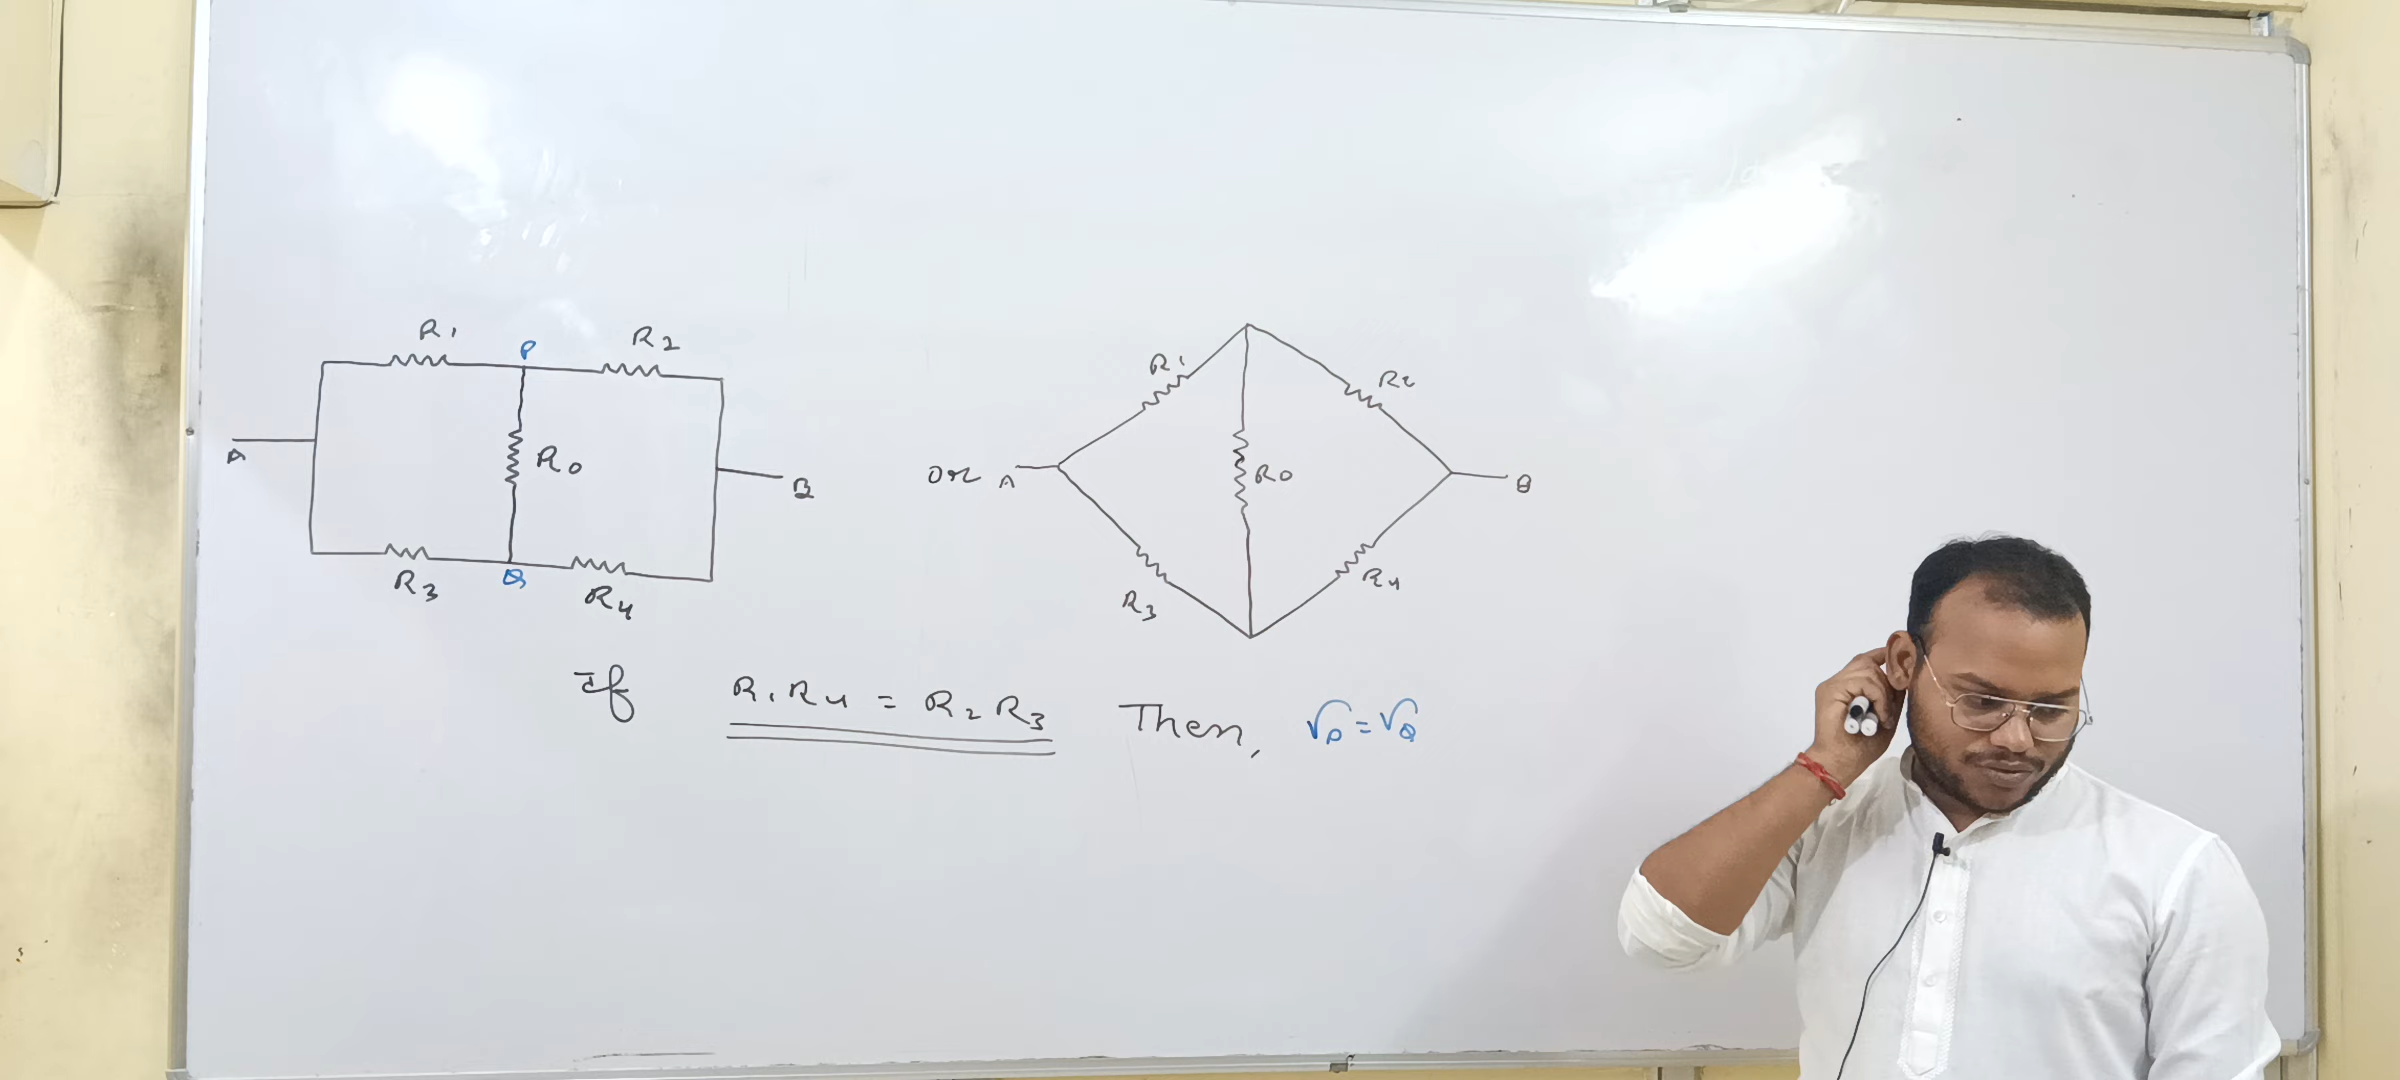 R1 P R2
A R0 B
R3 Q R4
or A R1 R2 R0 B
R3 R4
If R1R4 = R2R3 Then, VP = VQ